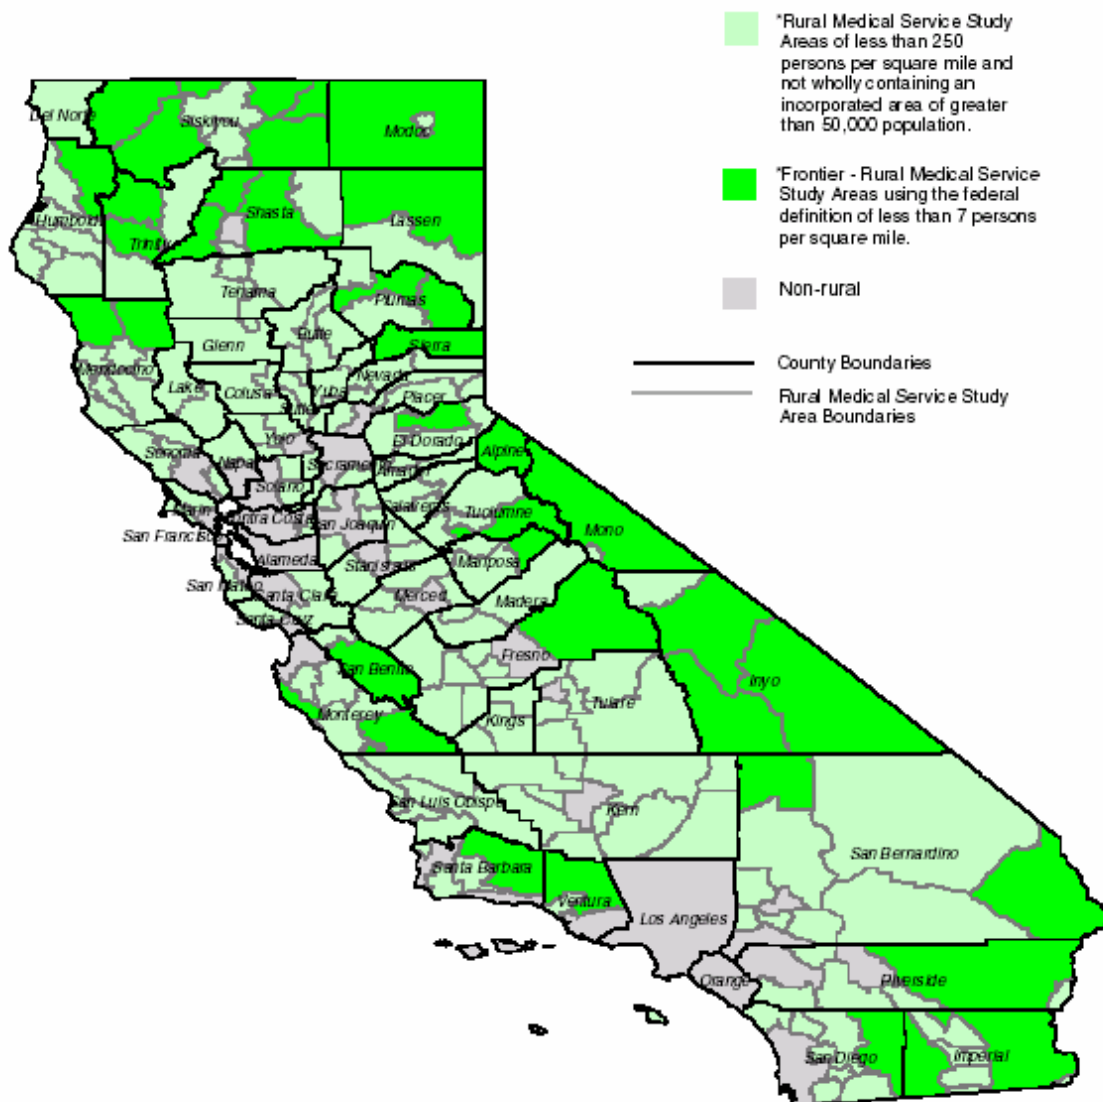 *Rural Medical Service Study
Areas of less than 250
persons per square mile and
not wholly containing an
incorporated area of greater
than 50,000 population.
*Frontier - Rural Medical Service
Study Areas using the federal
definition of less than 7 persons
per square mile.
Non-rural
County Boundaries
Rural Medical Service Study
Area Boundaries
Del Norte
Siskiyou
Modoc
Humboldt
Trinity
Shasta
Lassen
Tehama
Plumas
Glenn
Butte
Sierra
Mendocino
Lake
Colusa
Sutter
Yuba
Nevada
Placer
Yolo
El Dorado
Alpine
Sonoma
Napa
Solano
Sacramento
Amador
Calaveras
Tuolumne
Mono
Marin
Contra Costa
San Joaquin
San Francisco
Alameda
Stanislaus
Mariposa
San Mateo
Santa Clara
Merced
Madera
Santa Cruz
San Benito
Fresno
Inyo
Monterey
Kings
Tulare
San Luis Obispo
Kern
San Bernardino
Santa Barbara
Ventura
Los Angeles
Orange
Riverside
San Diego
Imperial